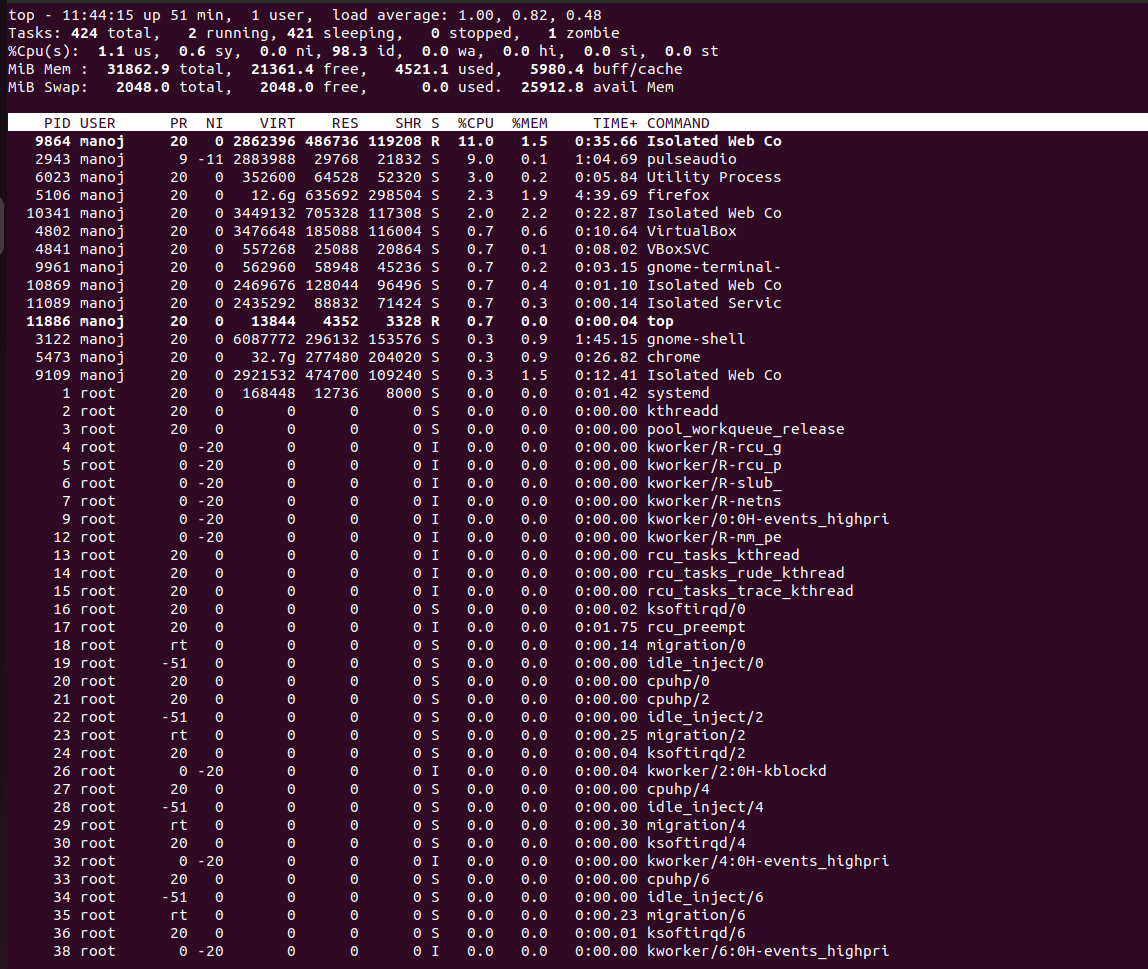 top - 11:44:15 up 51 min,  1 user,  load average: 1.00, 0.82, 0.48
Tasks: 424 total,   2 running, 421 sleeping,   0 stopped,   1 zombie
%Cpu(s):  1.1 us,  0.6 sy,  0.0 ni, 98.3 id,  0.0 wa,  0.0 hi,  0.0 si,  0.0 st
MiB Mem :  31862.9 total,  21361.4 free,   4521.1 used,   5980.4 buff/cache
MiB Swap:   2048.0 total,   2048.0 free,      0.0 used.  25912.8 avail Mem
PID USER      PR  NI    VIRT    RES    SHR S  %CPU  %MEM     TIME+ COMMAND
9864 manoj     20   0 2862396 486736 119208 R  11.0   1.5   0:35.66 Isolated Web Co
2943 manoj      9 -11 2883988  29768  21832 S   9.0   0.1   1:04.69 pulseaudio
6023 manoj     20   0  352600  64528  52320 S   3.0   0.2   0:05.84 Utility Process
5106 manoj     20   0   12.6g 635692 298504 S   2.3   1.9   4:39.69 firefox
10341 manoj     20   0 3449132 705328 117308 S   2.0   2.2   0:22.87 Isolated Web Co
4802 manoj     20   0 3476648 185088 116004 S   0.7   0.6   0:10.64 VirtualBox
4841 manoj     20   0  557268  25088  20864 S   0.7   0.1   0:08.02 VBoxSVC
9961 manoj     20   0  562960  58948  45236 S   0.7   0.2   0:03.15 gnome-terminal-
10869 manoj     20   0 2469676 128044  96496 S   0.7   0.4   0:01.10 Isolated Web Co
11089 manoj     20   0 2435292  88832  71424 S   0.7   0.3   0:00.14 Isolated Servic
11886 manoj     20   0   13844   4352   3328 R   0.7   0.0   0:00.04 top
3122 manoj     20   0 6087772 296132 153576 S   0.3   0.9   1:45.15 gnome-shell
5473 manoj     20   0   32.7g 277480 204020 S   0.3   0.9   0:26.82 chrome
9109 manoj     20   0 2921532 474700 109240 S   0.3   1.5   0:12.41 Isolated Web Co
1 root      20   0  168448  12736   8000 S   0.0   0.0   0:01.42 systemd
2 root      20   0       0      0      0 S   0.0   0.0   0:00.00 kthreadd
3 root      20   0       0      0      0 S   0.0   0.0   0:00.00 pool_workqueue_release
4 root       0 -20       0      0      0 I   0.0   0.0   0:00.00 kworker/R-rcu_g
5 root       0 -20       0      0      0 I   0.0   0.0   0:00.00 kworker/R-rcu_p
6 root       0 -20       0      0      0 I   0.0   0.0   0:00.00 kworker/R-slub_
7 root       0 -20       0      0      0 I   0.0   0.0   0:00.00 kworker/R-netns
9 root       0 -20       0      0      0 I   0.0   0.0   0:00.00 kworker/0:0H-events_highpri
12 root       0 -20       0      0      0 I   0.0   0.0   0:00.00 kworker/R-mm_pe
13 root      20   0       0      0      0 I   0.0   0.0   0:00.00 rcu_tasks_kthread
14 root      20   0       0      0      0 I   0.0   0.0   0:00.00 rcu_tasks_rude_kthread
15 root      20   0       0      0      0 I   0.0   0.0   0:00.00 rcu_tasks_trace_kthread
16 root      20   0       0      0      0 S   0.0   0.0   0:00.02 ksoftirqd/0
17 root      20   0       0      0      0 I   0.0   0.0   0:01.75 rcu_preempt
18 root      rt   0       0      0      0 S   0.0   0.0   0:00.14 migration/0
19 root     -51   0       0      0      0 S   0.0   0.0   0:00.00 idle_inject/0
20 root      20   0       0      0      0 S   0.0   0.0   0:00.00 cpuhp/0
21 root      20   0       0      0      0 S   0.0   0.0   0:00.00 cpuhp/2
22 root     -51   0       0      0      0 S   0.0   0.0   0:00.00 idle_inject/2
23 root      rt   0       0      0      0 S   0.0   0.0   0:00.25 migration/2
24 root      20   0       0      0      0 S   0.0   0.0   0:00.04 ksoftirqd/2
26 root       0 -20       0      0      0 I   0.0   0.0   0:00.04 kworker/2:0H-kblockd
27 root      20   0       0      0      0 S   0.0   0.0   0:00.00 cpuhp/4
28 root     -51   0       0      0      0 S   0.0   0.0   0:00.00 idle_inject/4
29 root      rt   0       0      0      0 S   0.0   0.0   0:00.30 migration/4
30 root      20   0       0      0      0 S   0.0   0.0   0:00.00 ksoftirqd/4
32 root       0 -20       0      0      0 I   0.0   0.0   0:00.00 kworker/4:0H-events_highpri
33 root      20   0       0      0      0 S   0.0   0.0   0:00.00 cpuhp/6
34 root     -51   0       0      0      0 S   0.0   0.0   0:00.00 idle_inject/6
35 root      rt   0       0      0      0 S   0.0   0.0   0:00.23 migration/6
36 root      20   0       0      0      0 S   0.0   0.0   0:00.01 ksoftirqd/6
38 root       0 -20       0      0      0 I   0.0   0.0   0:00.00 kworker/6:0H-events_highpri